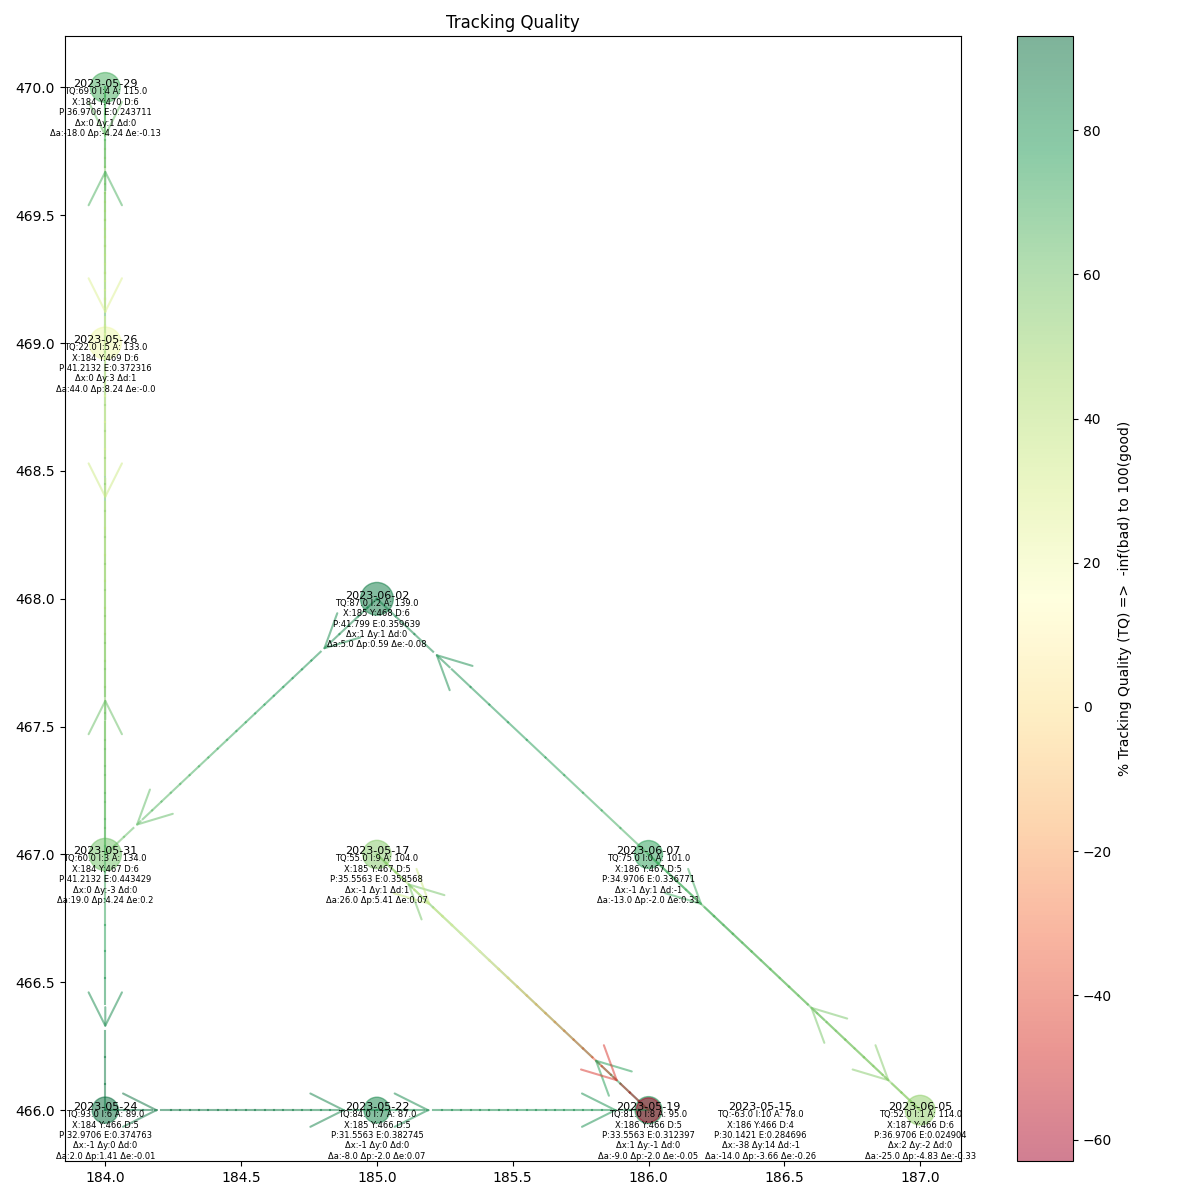 Tracking Quality
470.0
469.5
469.0
468.5
468.0
467.5
467.0
466.5
466.0
2023-05-29
TQ:69.0 I:4 A: 115.0
X:184 Y:470 D:6
P:36.9706 E:0.243711
Δx:0 Δy:1 Δd:0
Δa:-18.0 Δp:-4.24 Δe:-0.13
2023-05-26
TQ:22.0 I:5 A: 133.0
X:184 Y:469 D:6
P:41.2132 E:0.372316
Δx:0 Δy:3 Δd:1
Δa:44.0 Δp:8.24 Δe:-0.0
2023-06-02
TQ:87.0 I:2 A: 139.0
X:185 Y:468 D:6
P:41.799 E:0.359639
Δx:1 Δy:1 Δd:0
Δa:5.0 Δp:0.59 Δe:-0.08
2023-05-31
TQ:60.0 I:3 A: 134.0
X:184 Y:467 D:6
P:41.2132 E:0.443429
Δx:0 Δy:-3 Δd:0
Δa:19.0 Δp:4.24 Δe:0.2
2023-05-17
TQ:55.0 I:9 A: 104.0
X:185 Y:467 D:5
P:35.5563 E:0.358568
Δx:-1 Δy:1 Δd:1
Δa:26.0 Δp:5.41 Δe:0.07
2023-06-07
TQ:75.0 I:0 A: 101.0
X:186 Y:467 D:5
P:34.9706 E:0.336771
Δx:-1 Δy:1 Δd:-1
Δa:-13.0 Δp:-2.0 Δe:0.31
2023-05-24
TQ:93.0 I:6 A: 89.0
X:184 Y:466 D:5
P:32.9706 E:0.374763
Δx:-1 Δy:0 Δd:0
Δa:2.0 Δp:1.41 Δe:-0.01
2023-05-22
TQ:84.0 I:7 A: 87.0
X:185 Y:466 D:5
P:31.5563 E:0.382745
Δx:-1 Δy:0 Δd:0
Δa:-8.0 Δp:-2.0 Δe:0.07
2023-05-19
TQ:81.0 I:8 A: 95.0
X:186 Y:466 D:5
P:33.5563 E:0.312397
Δx:1 Δy:-1 Δd:0
Δa:-9.0 Δp:-2.0 Δe:-0.05
2023-05-15
TQ:-63.0 I:10 A: 78.0
X:186 Y:466 D:4
P:30.1421 E:0.284696
Δx:-38 Δy:14 Δd:-1
Δa:-14.0 Δp:-3.66 Δe:-0.26
2023-06-05
TQ:52.0 I:1 A: 114.0
X:187 Y:466 D:6
P:36.9706 E:0.024904
Δx:2 Δy:-2 Δd:0
Δa:-25.0 Δp:-4.83 Δe:-0.33
184.0
184.5
185.0
185.5
186.0
186.5
187.0
80
60
40
20
0
−20
−40
−60
% Tracking Quality (TQ) => -inf(bad) to 100(good)